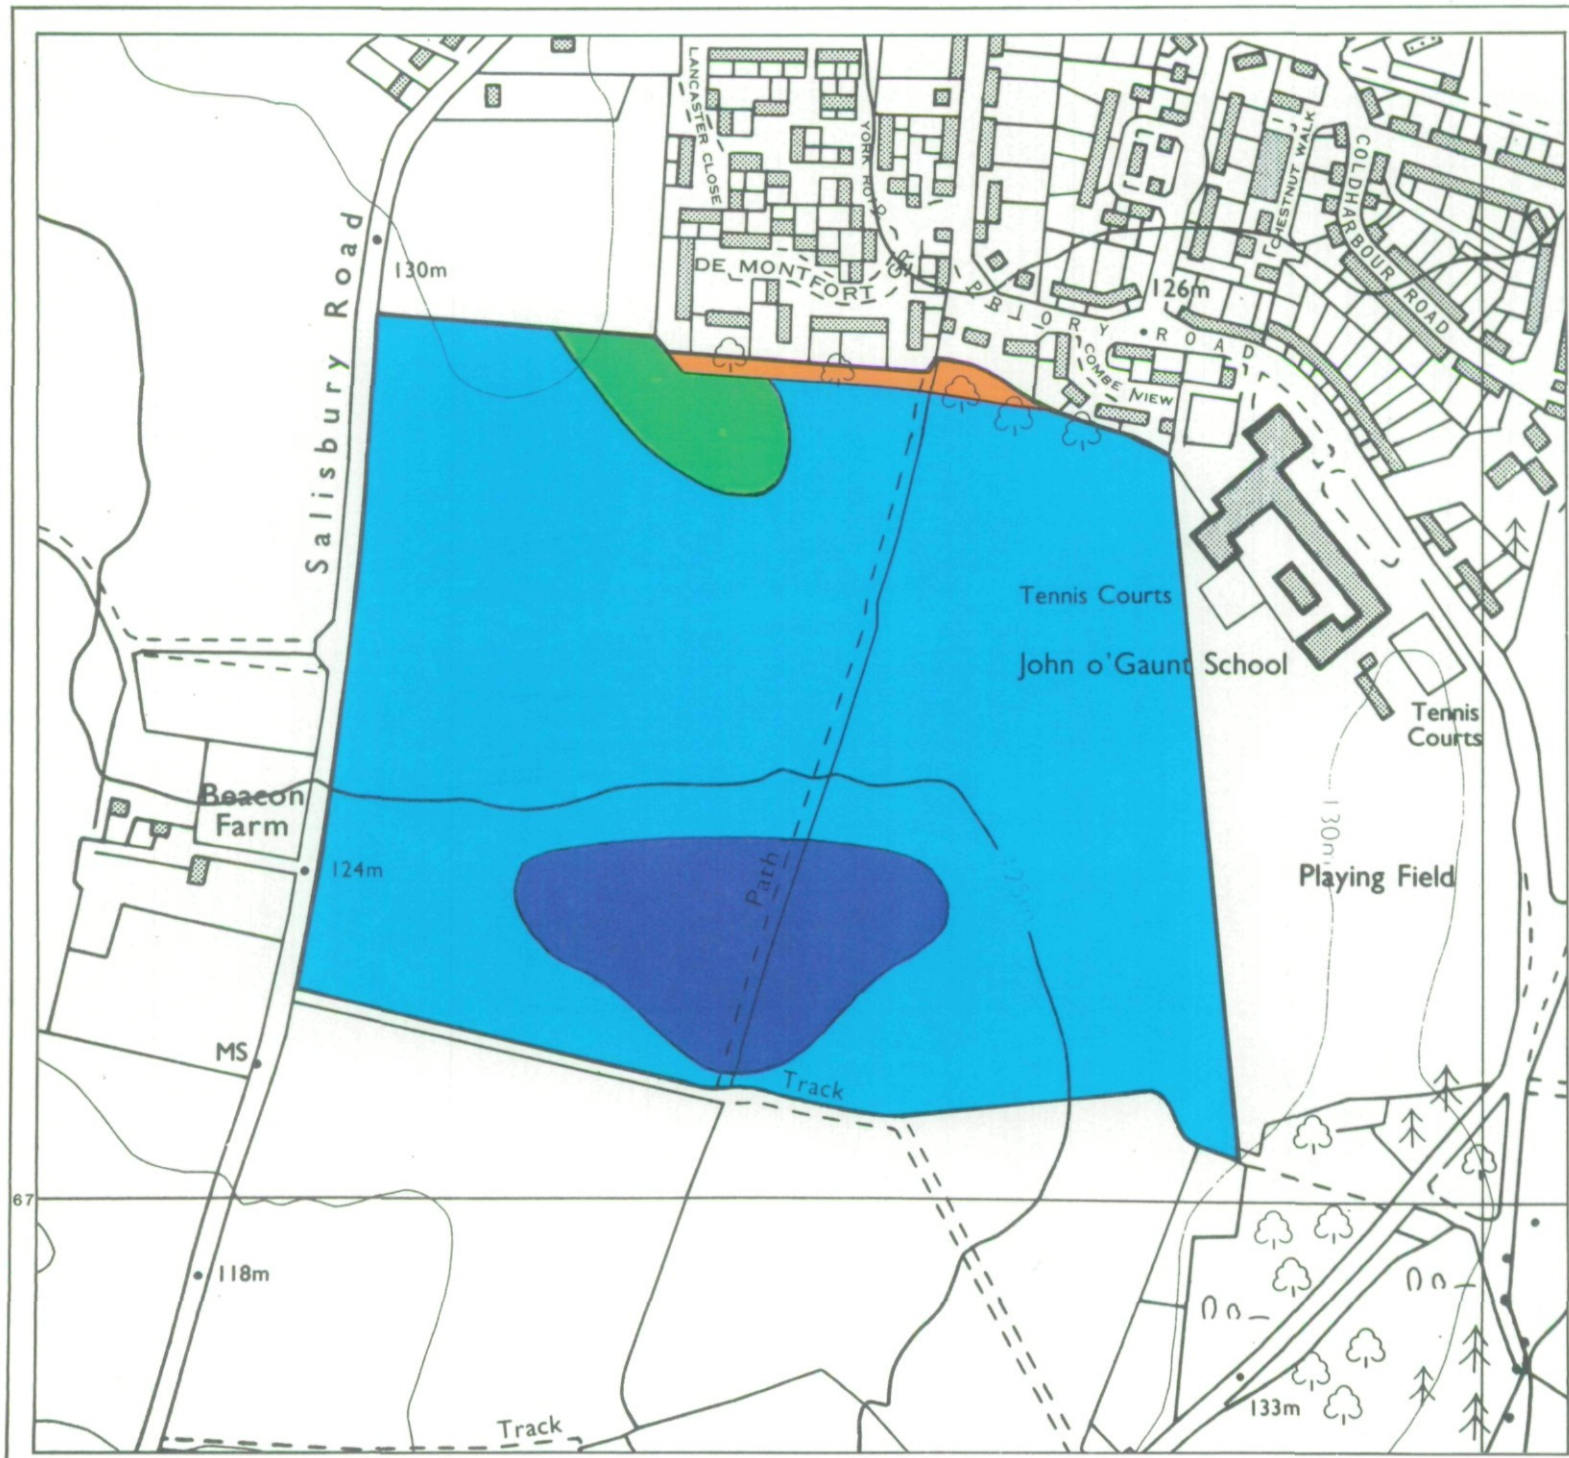 LANCASTER CLOSE
YORK ROAD
CHESTNUT WALK
COLDHARBOUR ROAD
DE MONTFORT
PRIORY ROAD
126m
COMBE VIEW
Salisbury Road
130m
Tennis Courts
John o'Gaunt School
Tennis
Courts
Beacon
Farm
124m
Path
125m
130m
Playing Field
MS
Track
67
118m
133m
Track